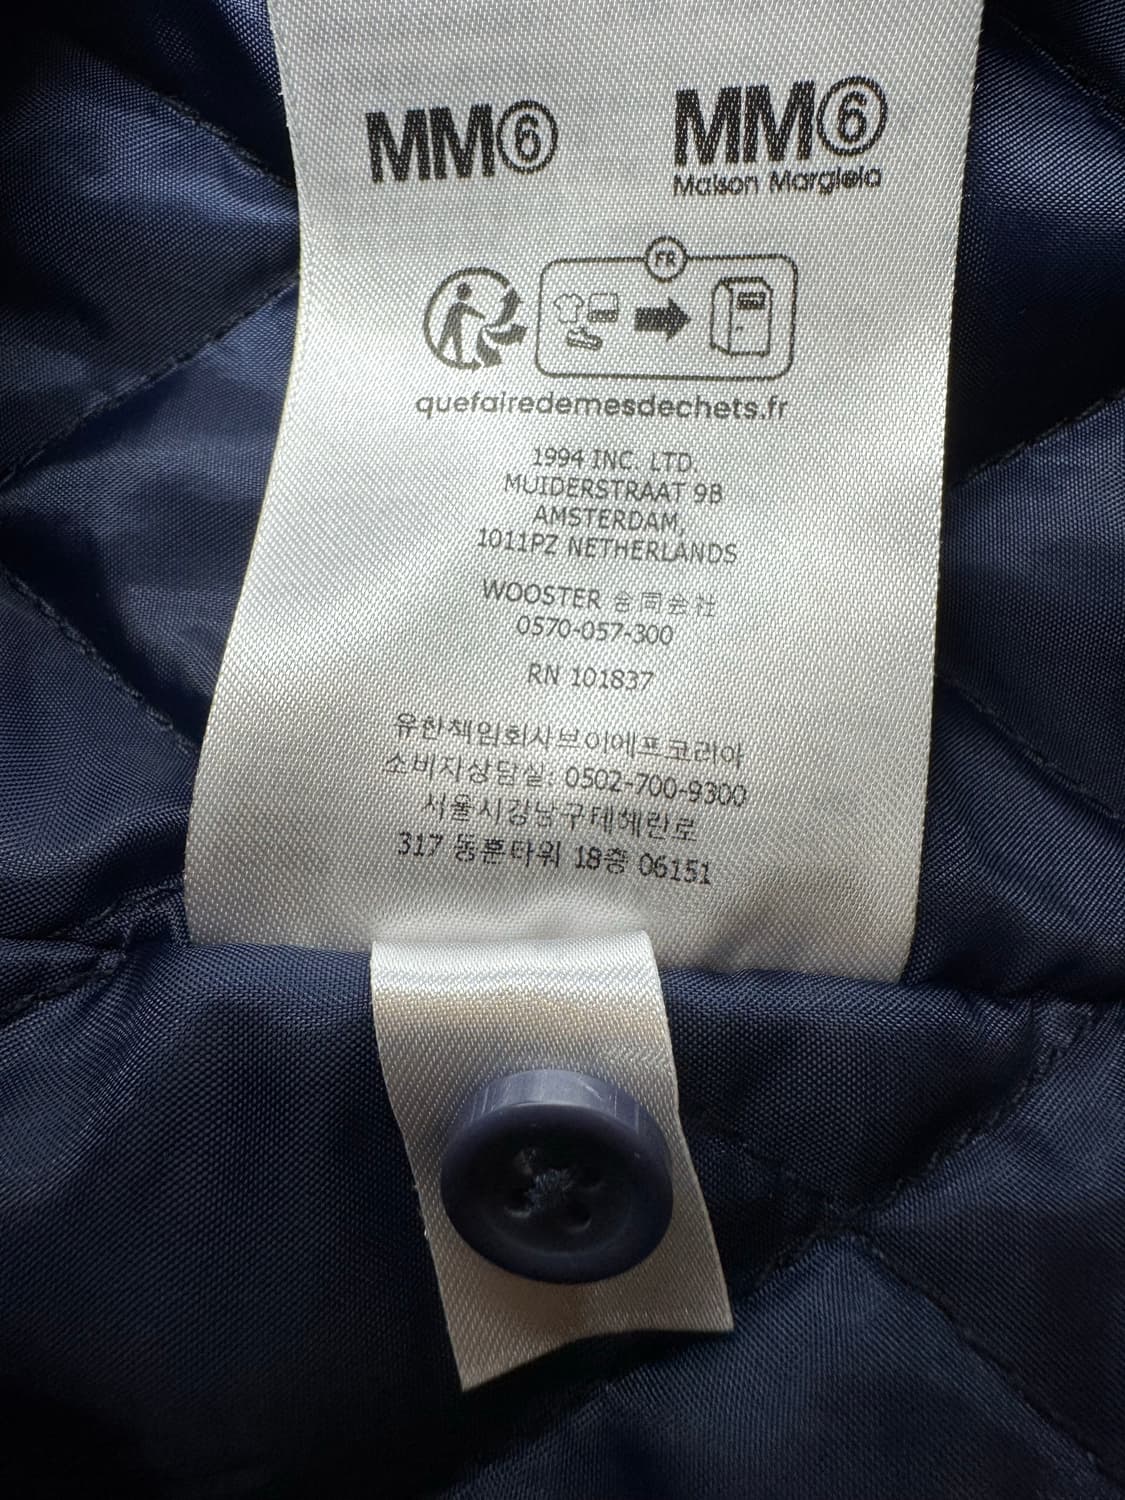 MM⑥
MM⑥
Maison Margiela
FR
quefairedemesdechets.fr
1994 INC. LTD.
MUIDERSTRAAT 9B
AMSTERDAM,
1011PZ NETHERLANDS
WOOSTER 合同会社
0570-057-300
RN 101837
유한책임회사브이에프코리아
소비자상담실: 0502-700-9300
서울시강남구테헤란로
317 동훈타워 18층 06151